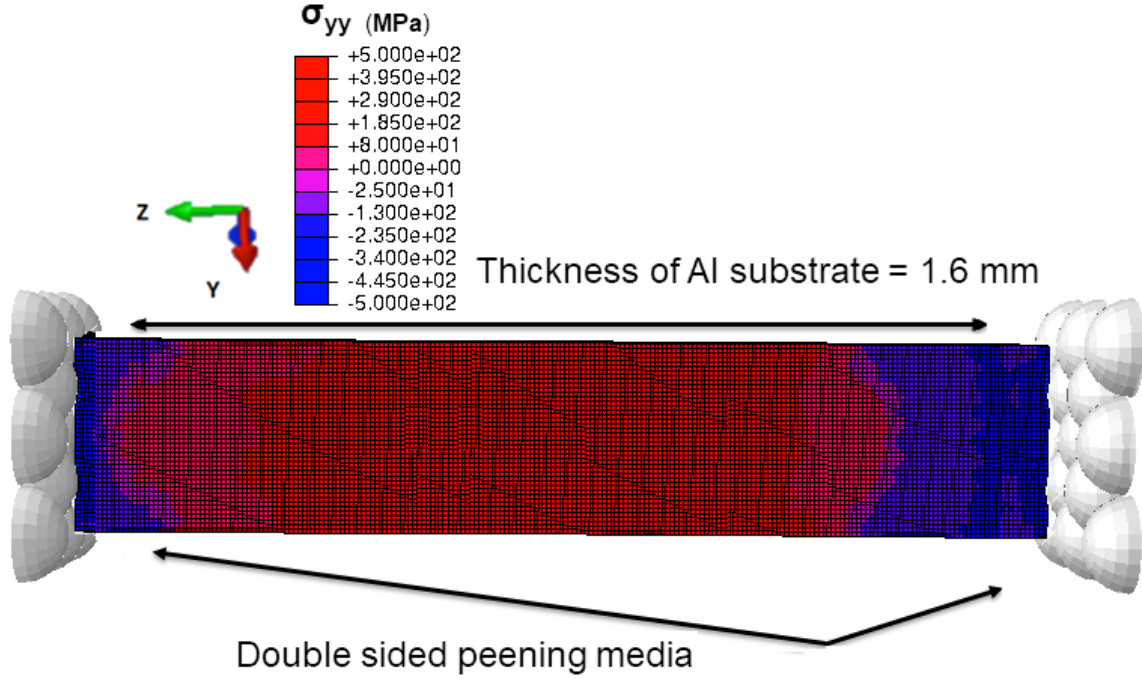 σyy (MPa)
+5.000e+02
+3.950e+02
+2.900e+02
+1.850e+02
+8.000e+01
+0.000e+00
-2.500e+01
-1.300e+02
-2.350e+02
-3.400e+02
-4.450e+02
-5.000e+02
Z
Y
Thickness of Al substrate = 1.6 mm
Double sided peening media